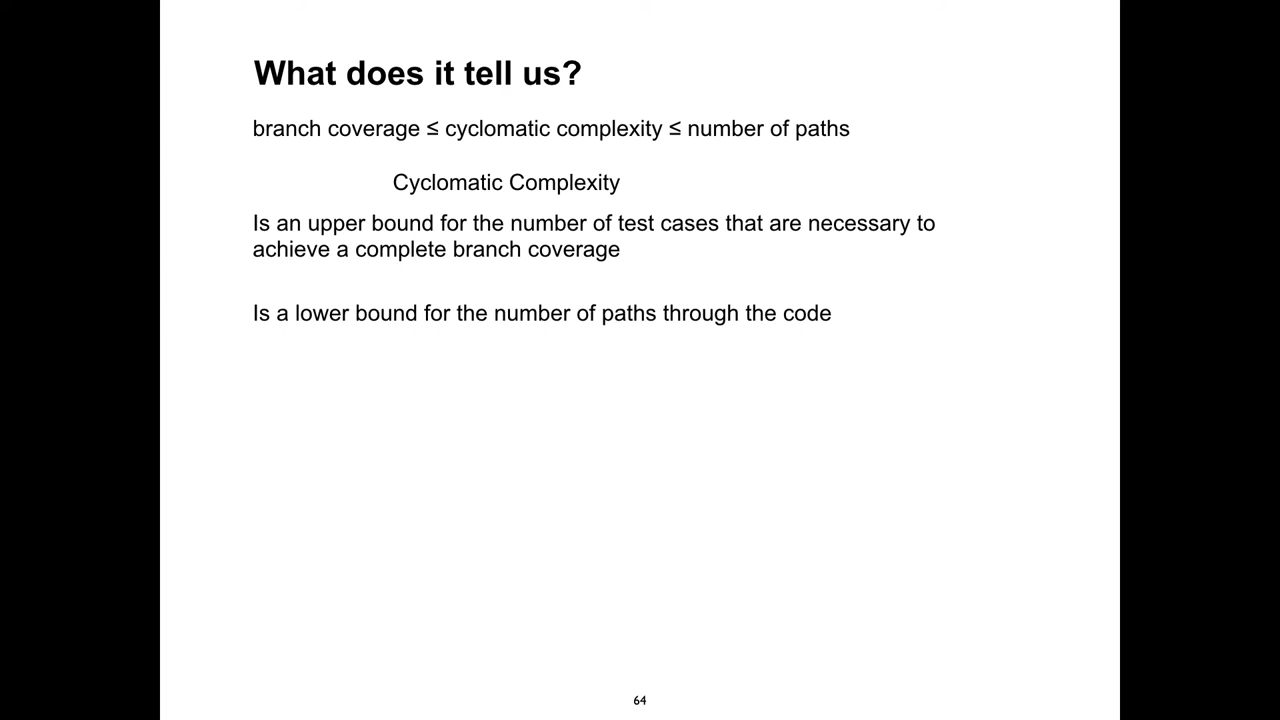 What does it tell us?
branch coverage ≤ cyclomatic complexity ≤ number of paths
Cyclomatic Complexity
Is an upper bound for the number of test cases that are necessary to
achieve a complete branch coverage
Is a lower bound for the number of paths through the code
64